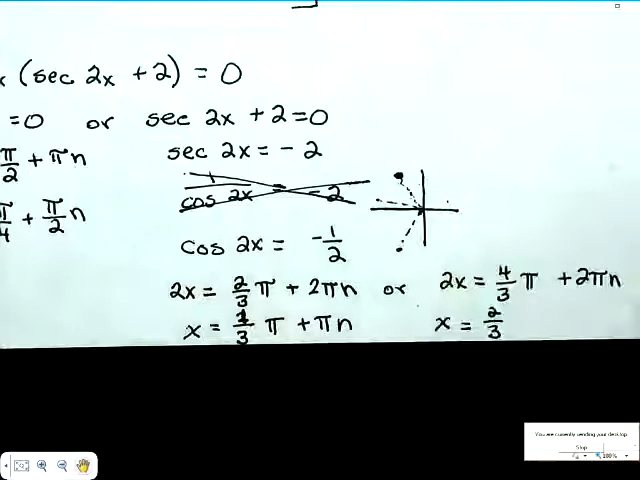 x (sec 2x + 2) = 0
= 0 or sec 2x + 2 = 0
π/2 + πn sec 2x = - 2
1/cos 2x = - 2
π/4 + π/2 n
cos 2x = - 1/2
2x = 2/3 π + 2πn or 2x = 4/3 π + 2πn
x = 1/3 π + πn x = 2/3
You are currently sending your desktop
Stop
100%